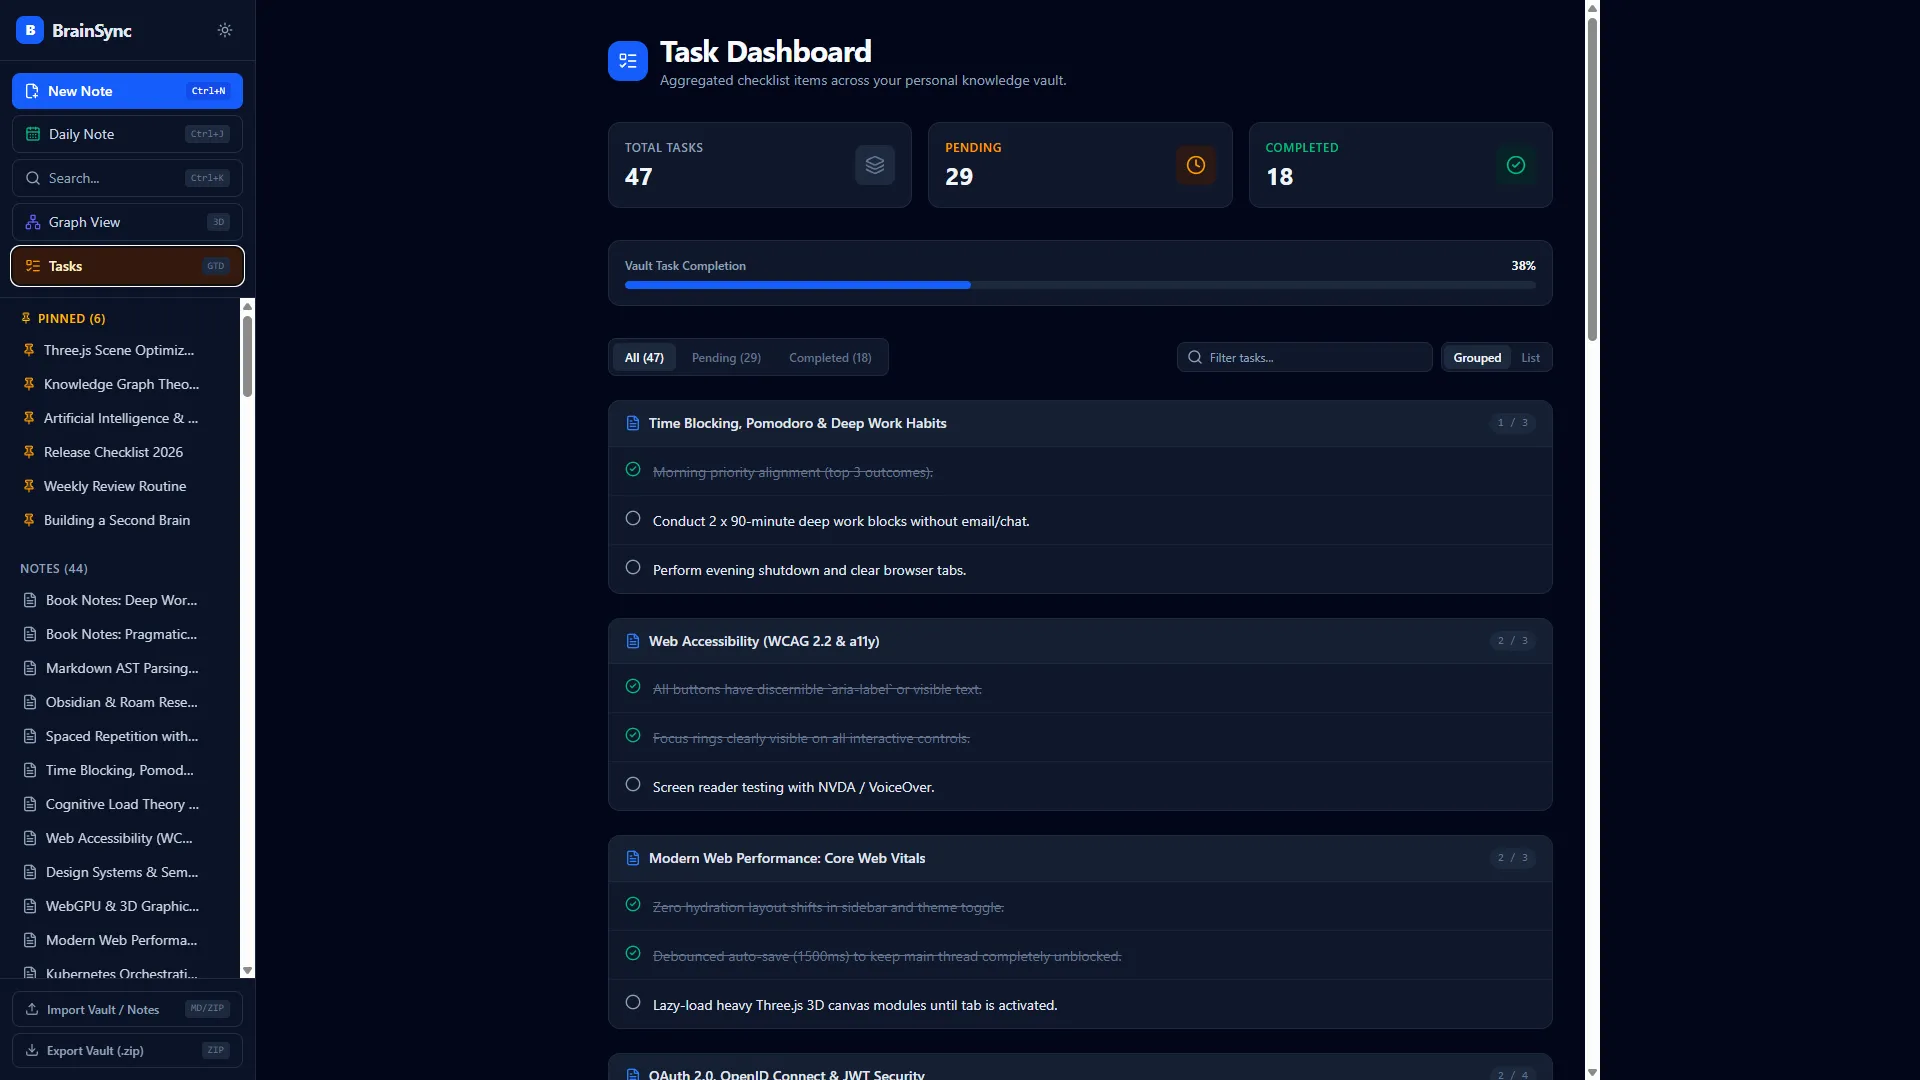 B BrainSync
New Note Ctrl+N
Daily Note Ctrl+J
Search... Ctrl+K
Graph View 3D
Tasks GTD
PINNED (6)
Three.js Scene Optimiz...
Knowledge Graph Theo...
Artificial Intelligence & ...
Release Checklist 2026
Weekly Review Routine
Building a Second Brain
NOTES (44)
Book Notes: Deep Wor...
Book Notes: Pragmatic...
Markdown AST Parsing...
Obsidian & Roam Rese...
Spaced Repetition with...
Time Blocking, Pomod...
Cognitive Load Theory ...
Web Accessibility (WC...
Design Systems & Sem...
WebGPU & 3D Graphic...
Modern Web Performa...
Kubernetes Orchestrati...
Import Vault / Notes MD/ZIP
Export Vault (.zip) ZIP
Task Dashboard
Aggregated checklist items across your personal knowledge vault.
TOTAL TASKS
47
PENDING
29
COMPLETED
18
Vault Task Completion 38%
All (47) Pending (29) Completed (18) Filter tasks... Grouped List
Time Blocking, Pomodoro & Deep Work Habits 1 / 3
Morning priority alignment (top 3 outcomes).
Conduct 2 x 90-minute deep work blocks without email/chat.
Perform evening shutdown and clear browser tabs.
Web Accessibility (WCAG 2.2 & a11y) 2 / 3
All buttons have discernible `aria-label` or visible text.
Focus rings clearly visible on all interactive controls.
Screen reader testing with NVDA / VoiceOver.
Modern Web Performance: Core Web Vitals 2 / 3
Zero hydration layout shifts in sidebar and theme toggle.
Debounced auto-save (1500ms) to keep main thread completely unblocked.
Lazy-load heavy Three.js 3D canvas modules until tab is activated.
OAuth 2.0, OpenID Connect & JWT Security 2 / 4